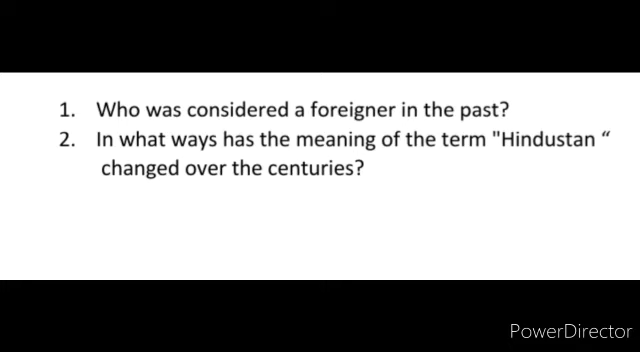 1. Who was considered a foreigner in the past?
2. In what ways has the meaning of the term "Hindustan “
changed over the centuries?
PowerDirector